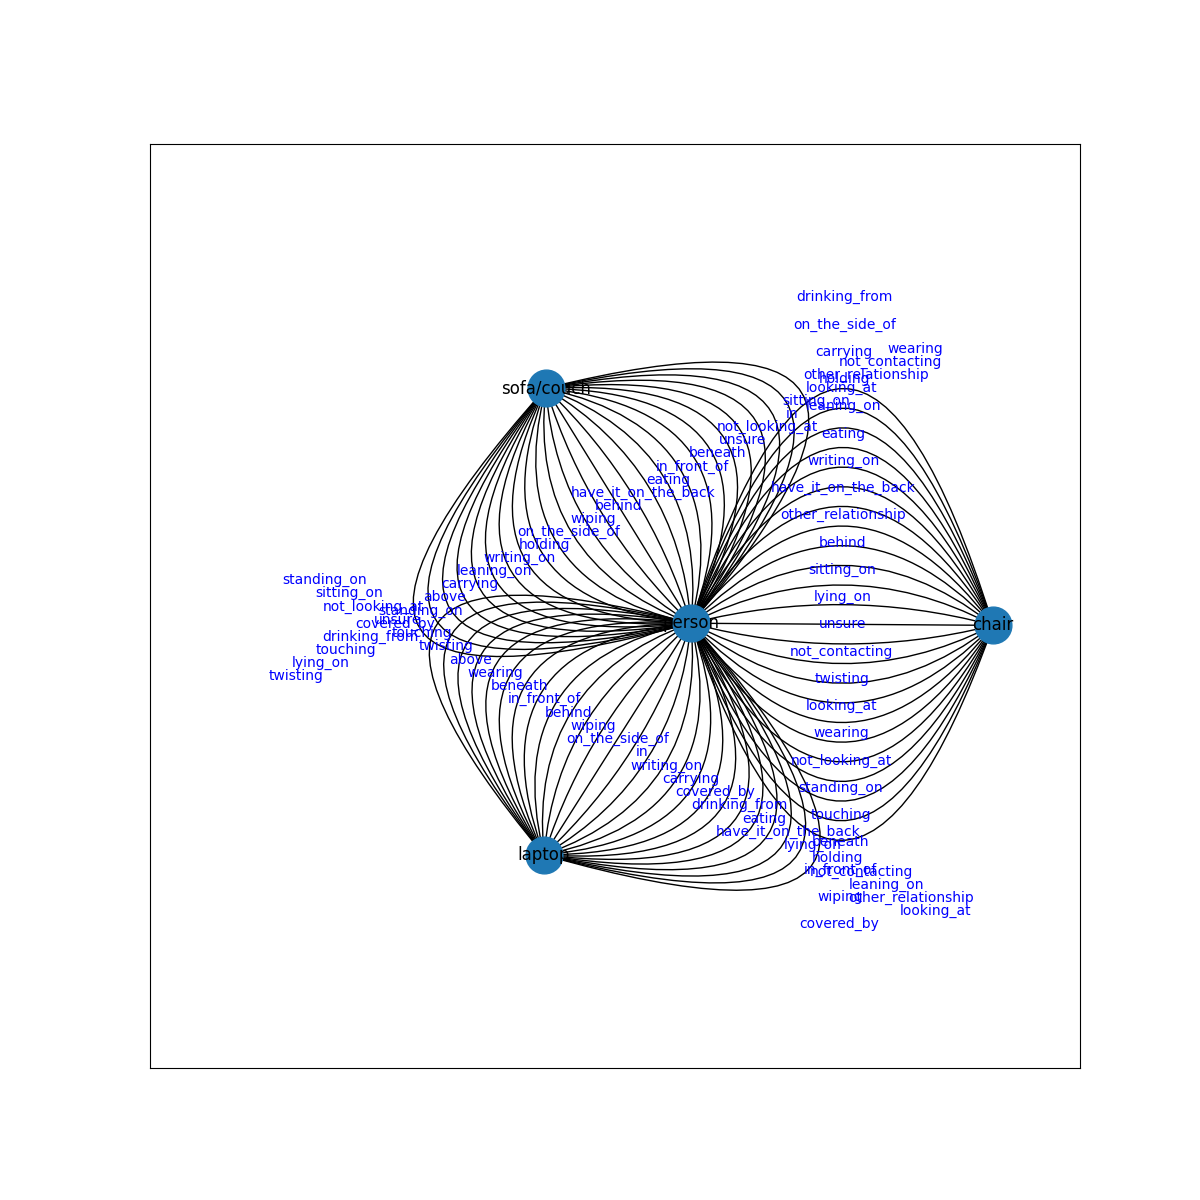 drinking_from
on_the_side_of
wearing
carrying
not_contacting
other_relationship
holding
looking_at
sofa/couch
sitting_on
leaning_on
in
not_looking_at
eating
unsure
beneath
writing_on
in_front_of
eating
have_it_on_the_back
have_it_on_the_back
behind
other_relationship
wiping
on_the_side_of
behind
holding
writing_on
sitting_on
leaning_on
standing_on
carrying
sitting_on
above
lying_on
not_looking_at
standing_on
unsure
covered_by
person
unsure
chair
touching
drinking_from
twisting
touching
not_contacting
above
lying_on
wearing
twisting
twisting
beneath
in_front_of
looking_at
behind
wiping
wearing
on_the_side_of
in
not_looking_at
writing_on
carrying
standing_on
covered_by
drinking_from
touching
eating
have_it_on_the_back
beneath
lying_on
laptop
holding
in_front_of
not_contacting
leaning_on
wiping
other_relationship
looking_at
covered_by